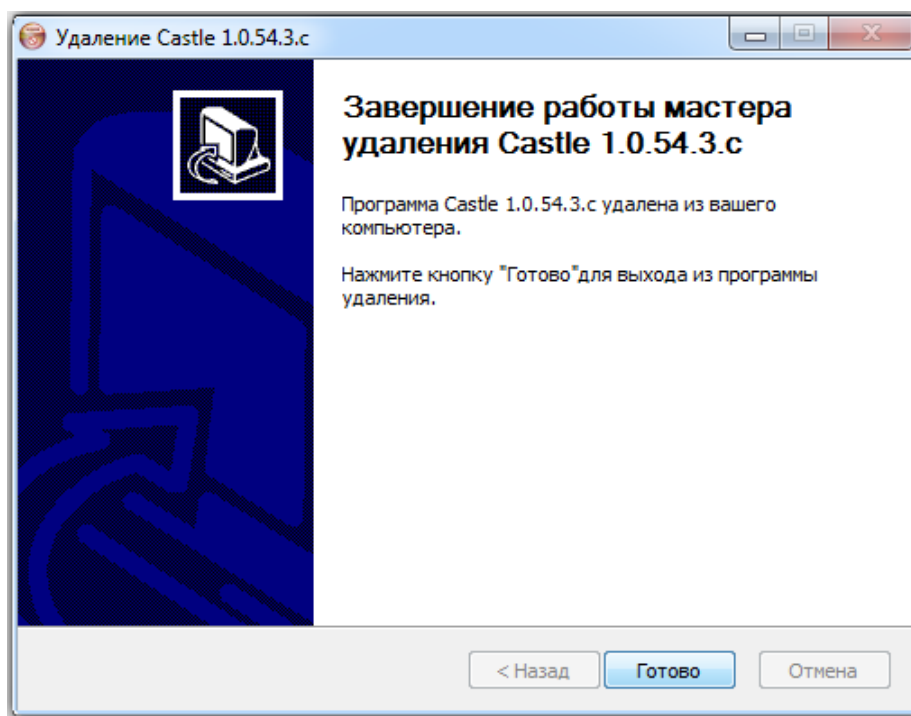 Удаление Castle 1.0.54.3.c
Завершение работы мастера
удаления Castle 1.0.54.3.c
Программа Castle 1.0.54.3.c удалена из вашего
компьютера.
Нажмите кнопку "Готово"для выхода из программы
удаления.
< Назад
Готово
Отмена